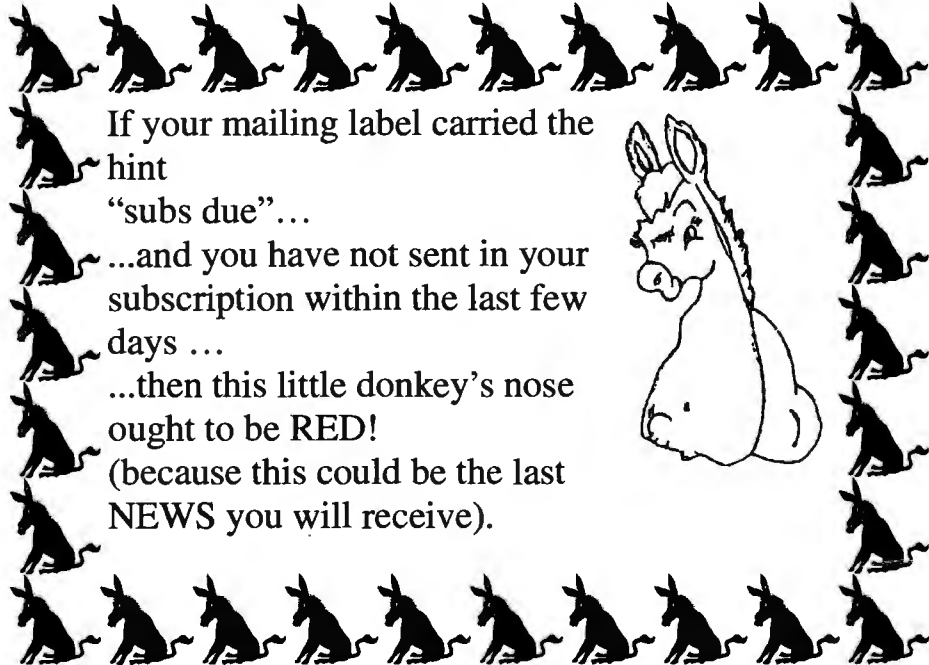 If your mailing label carried the
hint
“subs due”…
...and you have not sent in your
subscription within the last few
days …
...then this little donkey’s nose
ought to be RED!
(because this could be the last
NEWS you will receive).